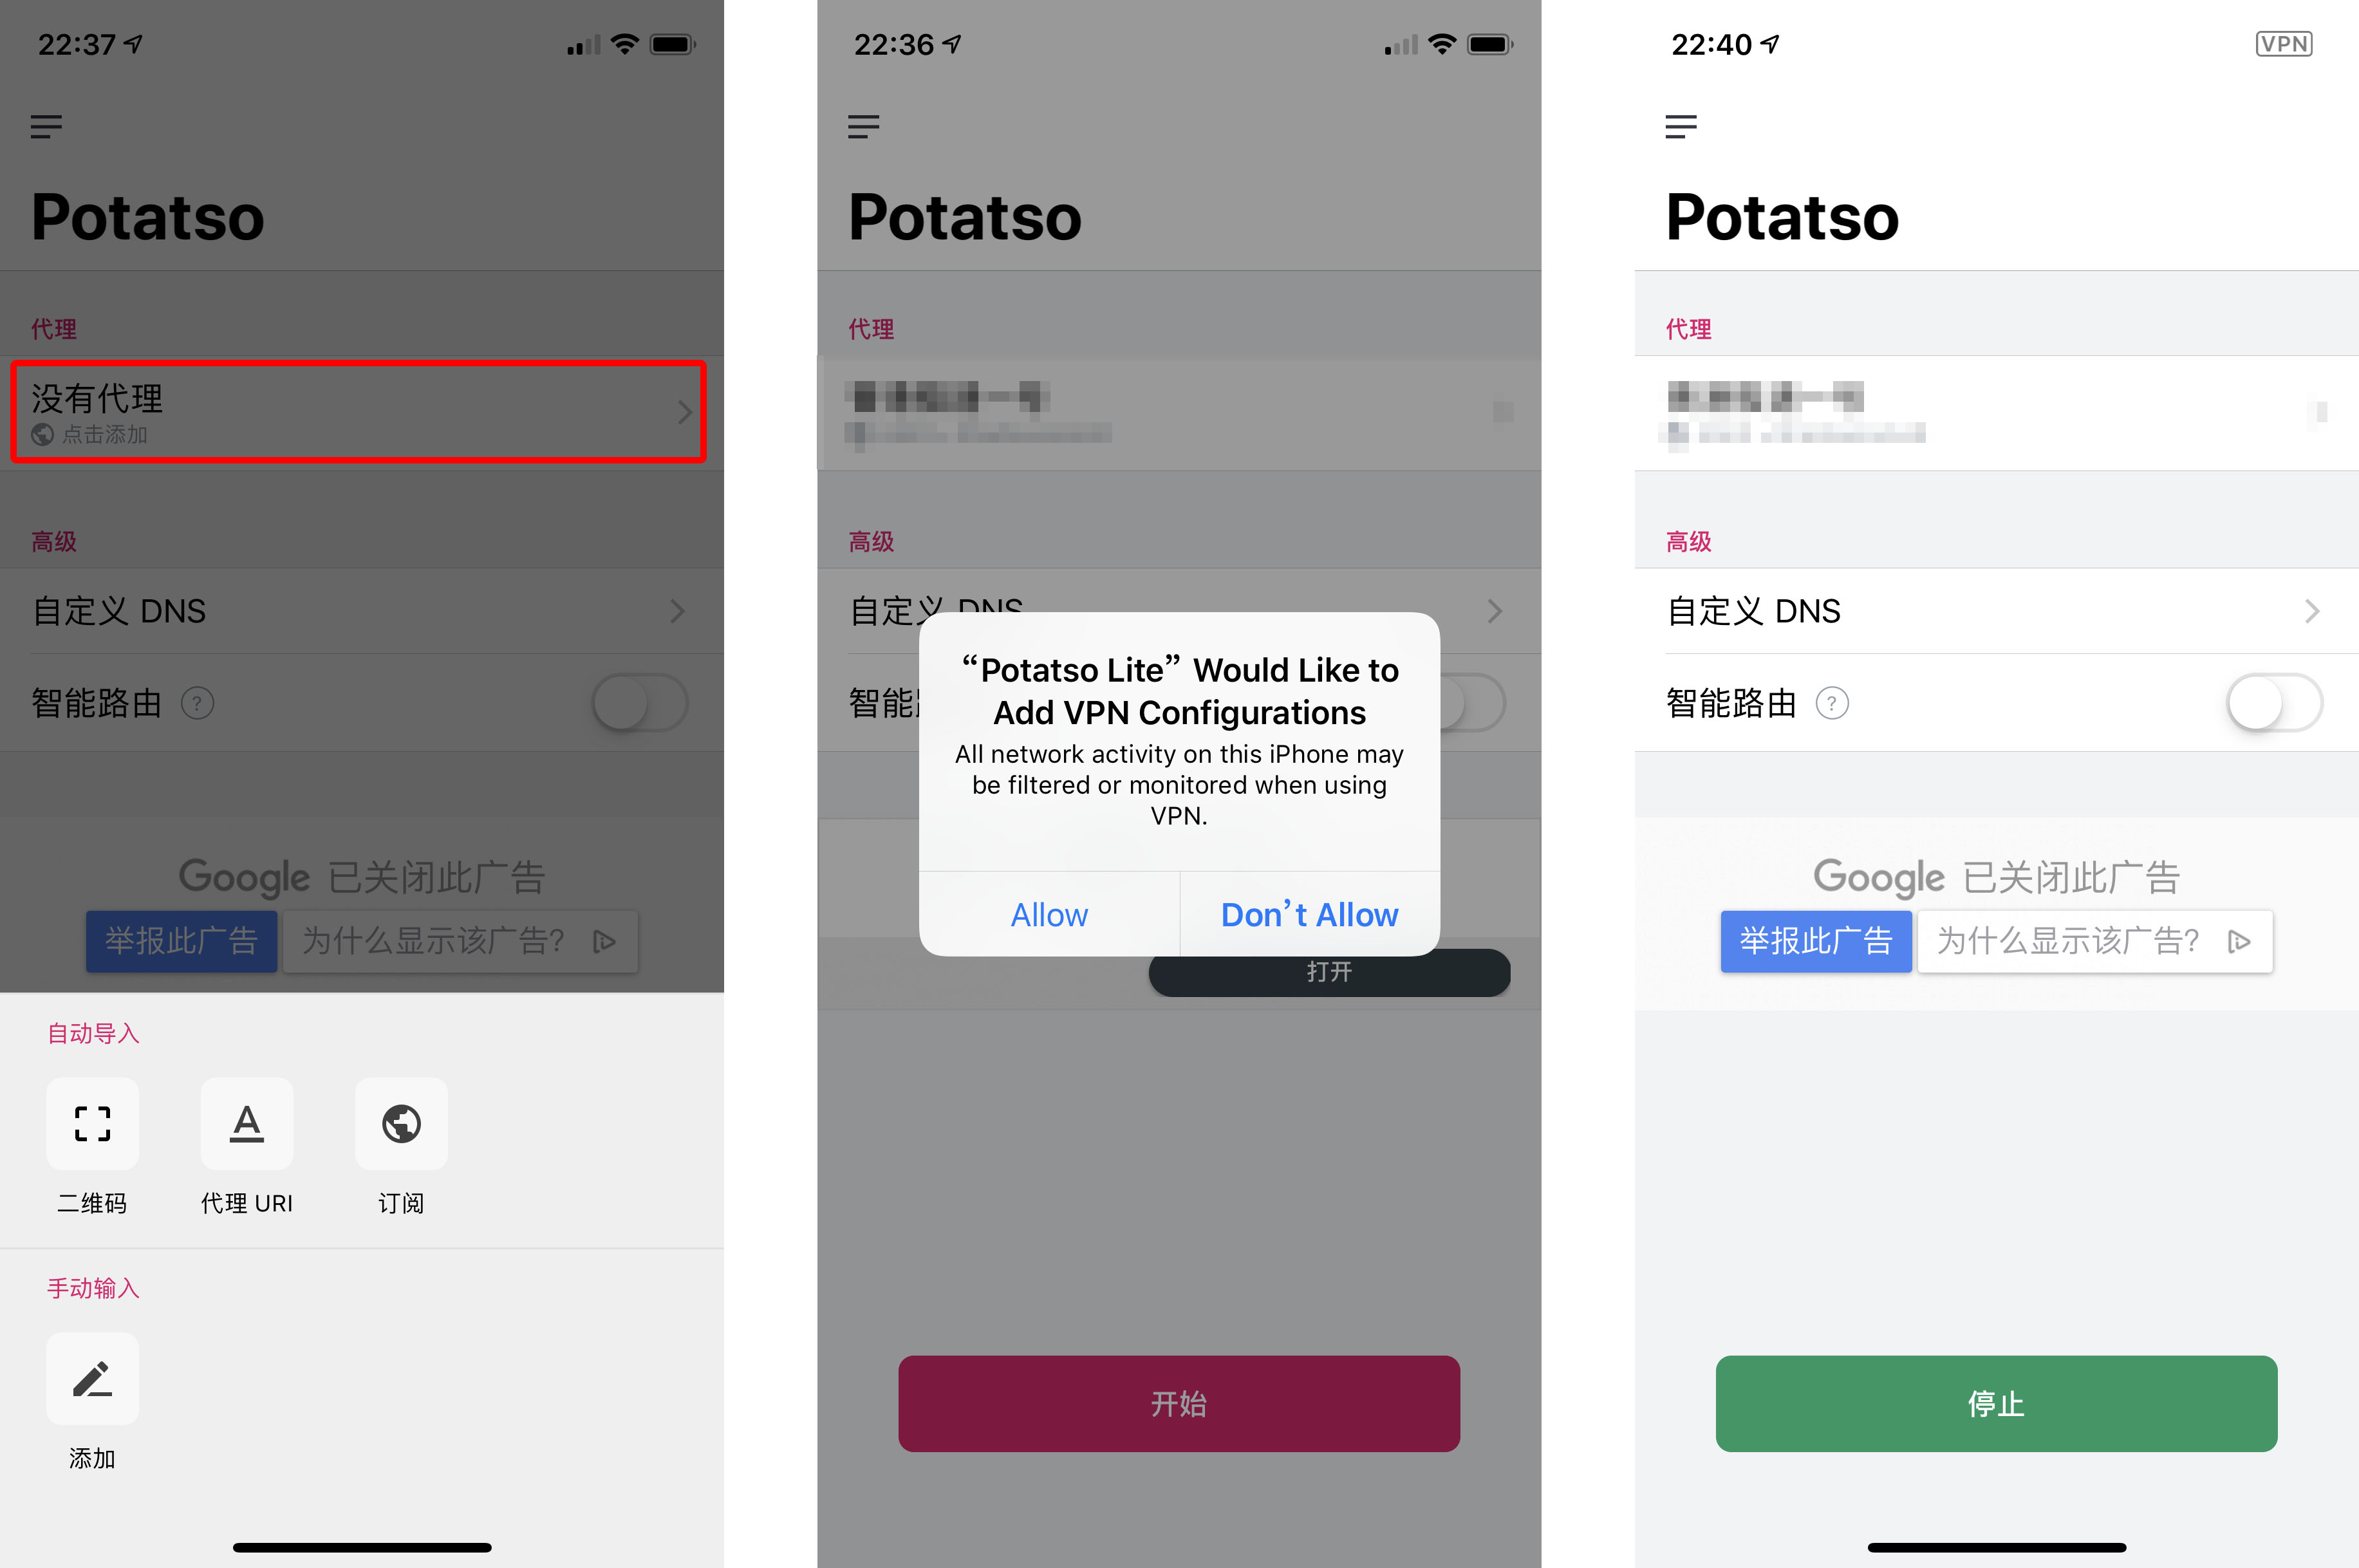 22:37
Potatso
代理
没有代理
点击添加
高级
自定义 DNS
智能路由 ?
Google 已关闭此广告
举报此广告 为什么显示该广告?
自动导入
二维码 代理 URI 订阅
手动输入
添加
22:36
Potatso
代理
高级
自定义 DNS
智能
“Potatso Lite” Would Like to
Add VPN Configurations
All network activity on this iPhone may
be filtered or monitored when using
VPN.
Allow Don’t Allow
打开
开始
22:40 VPN
Potatso
代理
高级
自定义 DNS
智能路由 ?
Google 已关闭此广告
举报此广告 为什么显示该广告?
停止